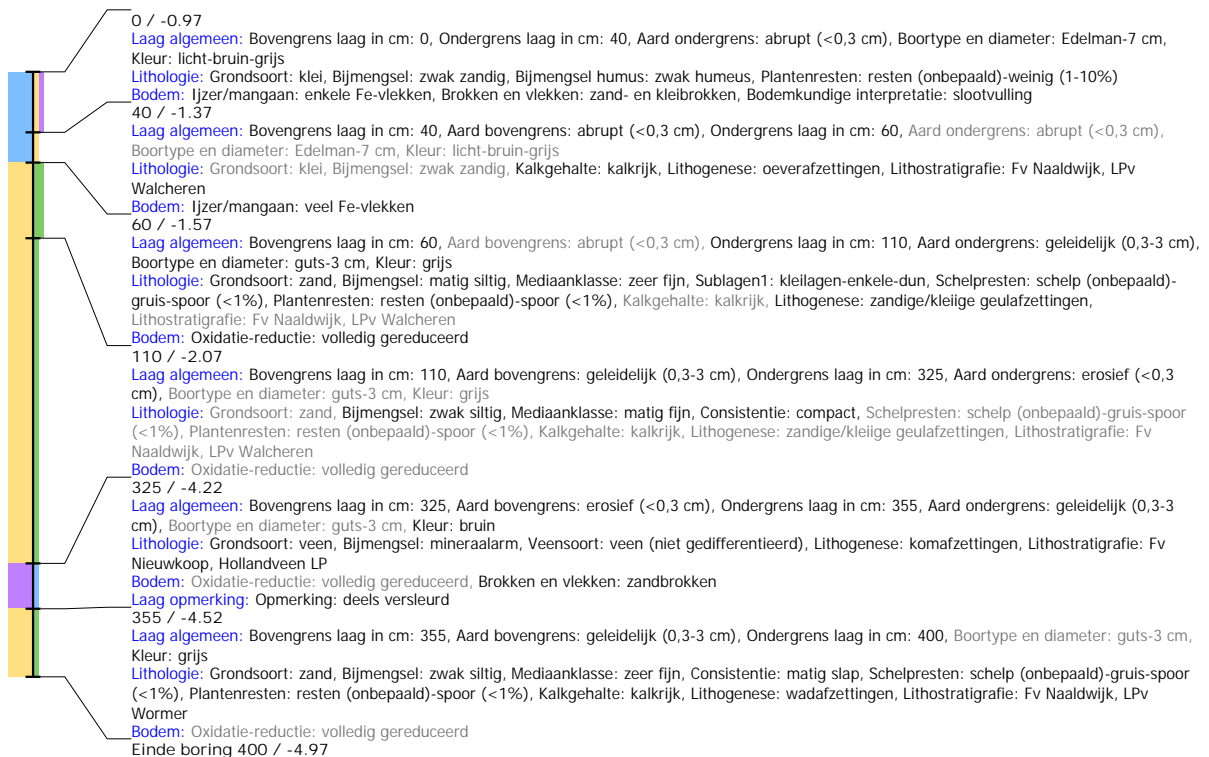 0 / -0.97
Laag algemeen: Bovengrens laag in cm: 0, Ondergrens laag in cm: 40, Aard ondergrens: abrupt (<0,3 cm), Boortype en diameter: Edelman-7 cm,
Kleur: licht-bruin-grijs
Lithologie: Grondsoort: klei, Bijmengsel: zwak zandig, Bijmengsel humus: zwak humeus, Plantenresten: resten (onbepaald)-weinig (1-10%)
Bodem: Ijzer/mangaan: enkele Fe-vlekken, Brokken en vlekken: zand- en kleibrokken, Bodemkundige interpretatie: slootvulling
40 / -1.37
Laag algemeen: Bovengrens laag in cm: 40, Aard bovengrens: abrupt (<0,3 cm), Ondergrens laag in cm: 60, Aard ondergrens: abrupt (<0,3 cm),
Boortype en diameter: Edelman-7 cm, Kleur: licht-bruin-grijs
Lithologie: Grondsoort: klei, Bijmengsel: zwak zandig, Kalkgehalte: kalkrijk, Lithogenese: oeverafzettingen, Lithostratigrafie: Fv Naaldwijk, LPv
Walcheren
Bodem: Ijzer/mangaan: veel Fe-vlekken
60 / -1.57
Laag algemeen: Bovengrens laag in cm: 60, Aard bovengrens: abrupt (<0,3 cm), Ondergrens laag in cm: 110, Aard ondergrens: geleidelijk (0,3-3 cm),
Boortype en diameter: guts-3 cm, Kleur: grijs
Lithologie: Grondsoort: zand, Bijmengsel: matig siltig, Mediaanklasse: zeer fijn, Sublagen1: kleilagen-enkele-dun, Schelpresten: schelp (onbepaald)-
gruis-spoor (<1%), Plantenresten: resten (onbepaald)-spoor (<1%), Kalkgehalte: kalkrijk, Lithogenese: zandige/kleiige geulafzettingen,
Lithostratigrafie: Fv Naaldwijk, LPv Walcheren
Bodem: Oxidatie-reductie: volledig gereduceerd
110 / -2.07
Laag algemeen: Bovengrens laag in cm: 110, Aard bovengrens: geleidelijk (0,3-3 cm), Ondergrens laag in cm: 325, Aard ondergrens: erosief (<0,3
cm), Boortype en diameter: guts-3 cm, Kleur: grijs
Lithologie: Grondsoort: zand, Bijmengsel: zwak siltig, Mediaanklasse: matig fijn, Consistentie: compact, Schelpresten: schelp (onbepaald)-gruis-spoor
(<1%), Plantenresten: resten (onbepaald)-spoor (<1%), Kalkgehalte: kalkrijk, Lithogenese: zandige/kleiige geulafzettingen, Lithostratigrafie: Fv
Naaldwijk, LPv Walcheren
Bodem: Oxidatie-reductie: volledig gereduceerd
325 / -4.22
Laag algemeen: Bovengrens laag in cm: 325, Aard bovengrens: erosief (<0,3 cm), Ondergrens laag in cm: 355, Aard ondergrens: geleidelijk (0,3-3
cm), Boortype en diameter: guts-3 cm, Kleur: bruin
Lithologie: Grondsoort: veen, Bijmengsel: mineraalarm, Veensoort: veen (niet gedifferentieerd), Lithogenese: komafzettingen, Lithostratigrafie: Fv
Nieuwkoop, Hollandveen LP
Bodem: Oxidatie-reductie: volledig gereduceerd, Brokken en vlekken: zandbrokken
Laag opmerking: Opmerking: deels versleurd
355 / -4.52
Laag algemeen: Bovengrens laag in cm: 355, Aard bovengrens: geleidelijk (0,3-3 cm), Ondergrens laag in cm: 400, Boortype en diameter: guts-3 cm,
Kleur: grijs
Lithologie: Grondsoort: zand, Bijmengsel: zwak siltig, Mediaanklasse: zeer fijn, Consistentie: matig slap, Schelpresten: schelp (onbepaald)-gruis-spoor
(<1%), Plantenresten: resten (onbepaald)-spoor (<1%), Kalkgehalte: kalkrijk, Lithogenese: wadafzettingen, Lithostratigrafie: Fv Naaldwijk, LPv
Wormer
Bodem: Oxidatie-reductie: volledig gereduceerd
Einde boring 400 / -4.97